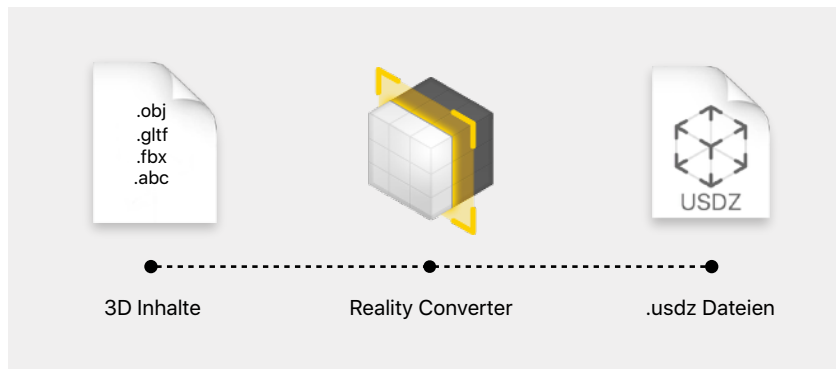 .obj
.gltf
.fbx
.abc
USDZ
3D Inhalte
Reality Converter
.usdz Dateien